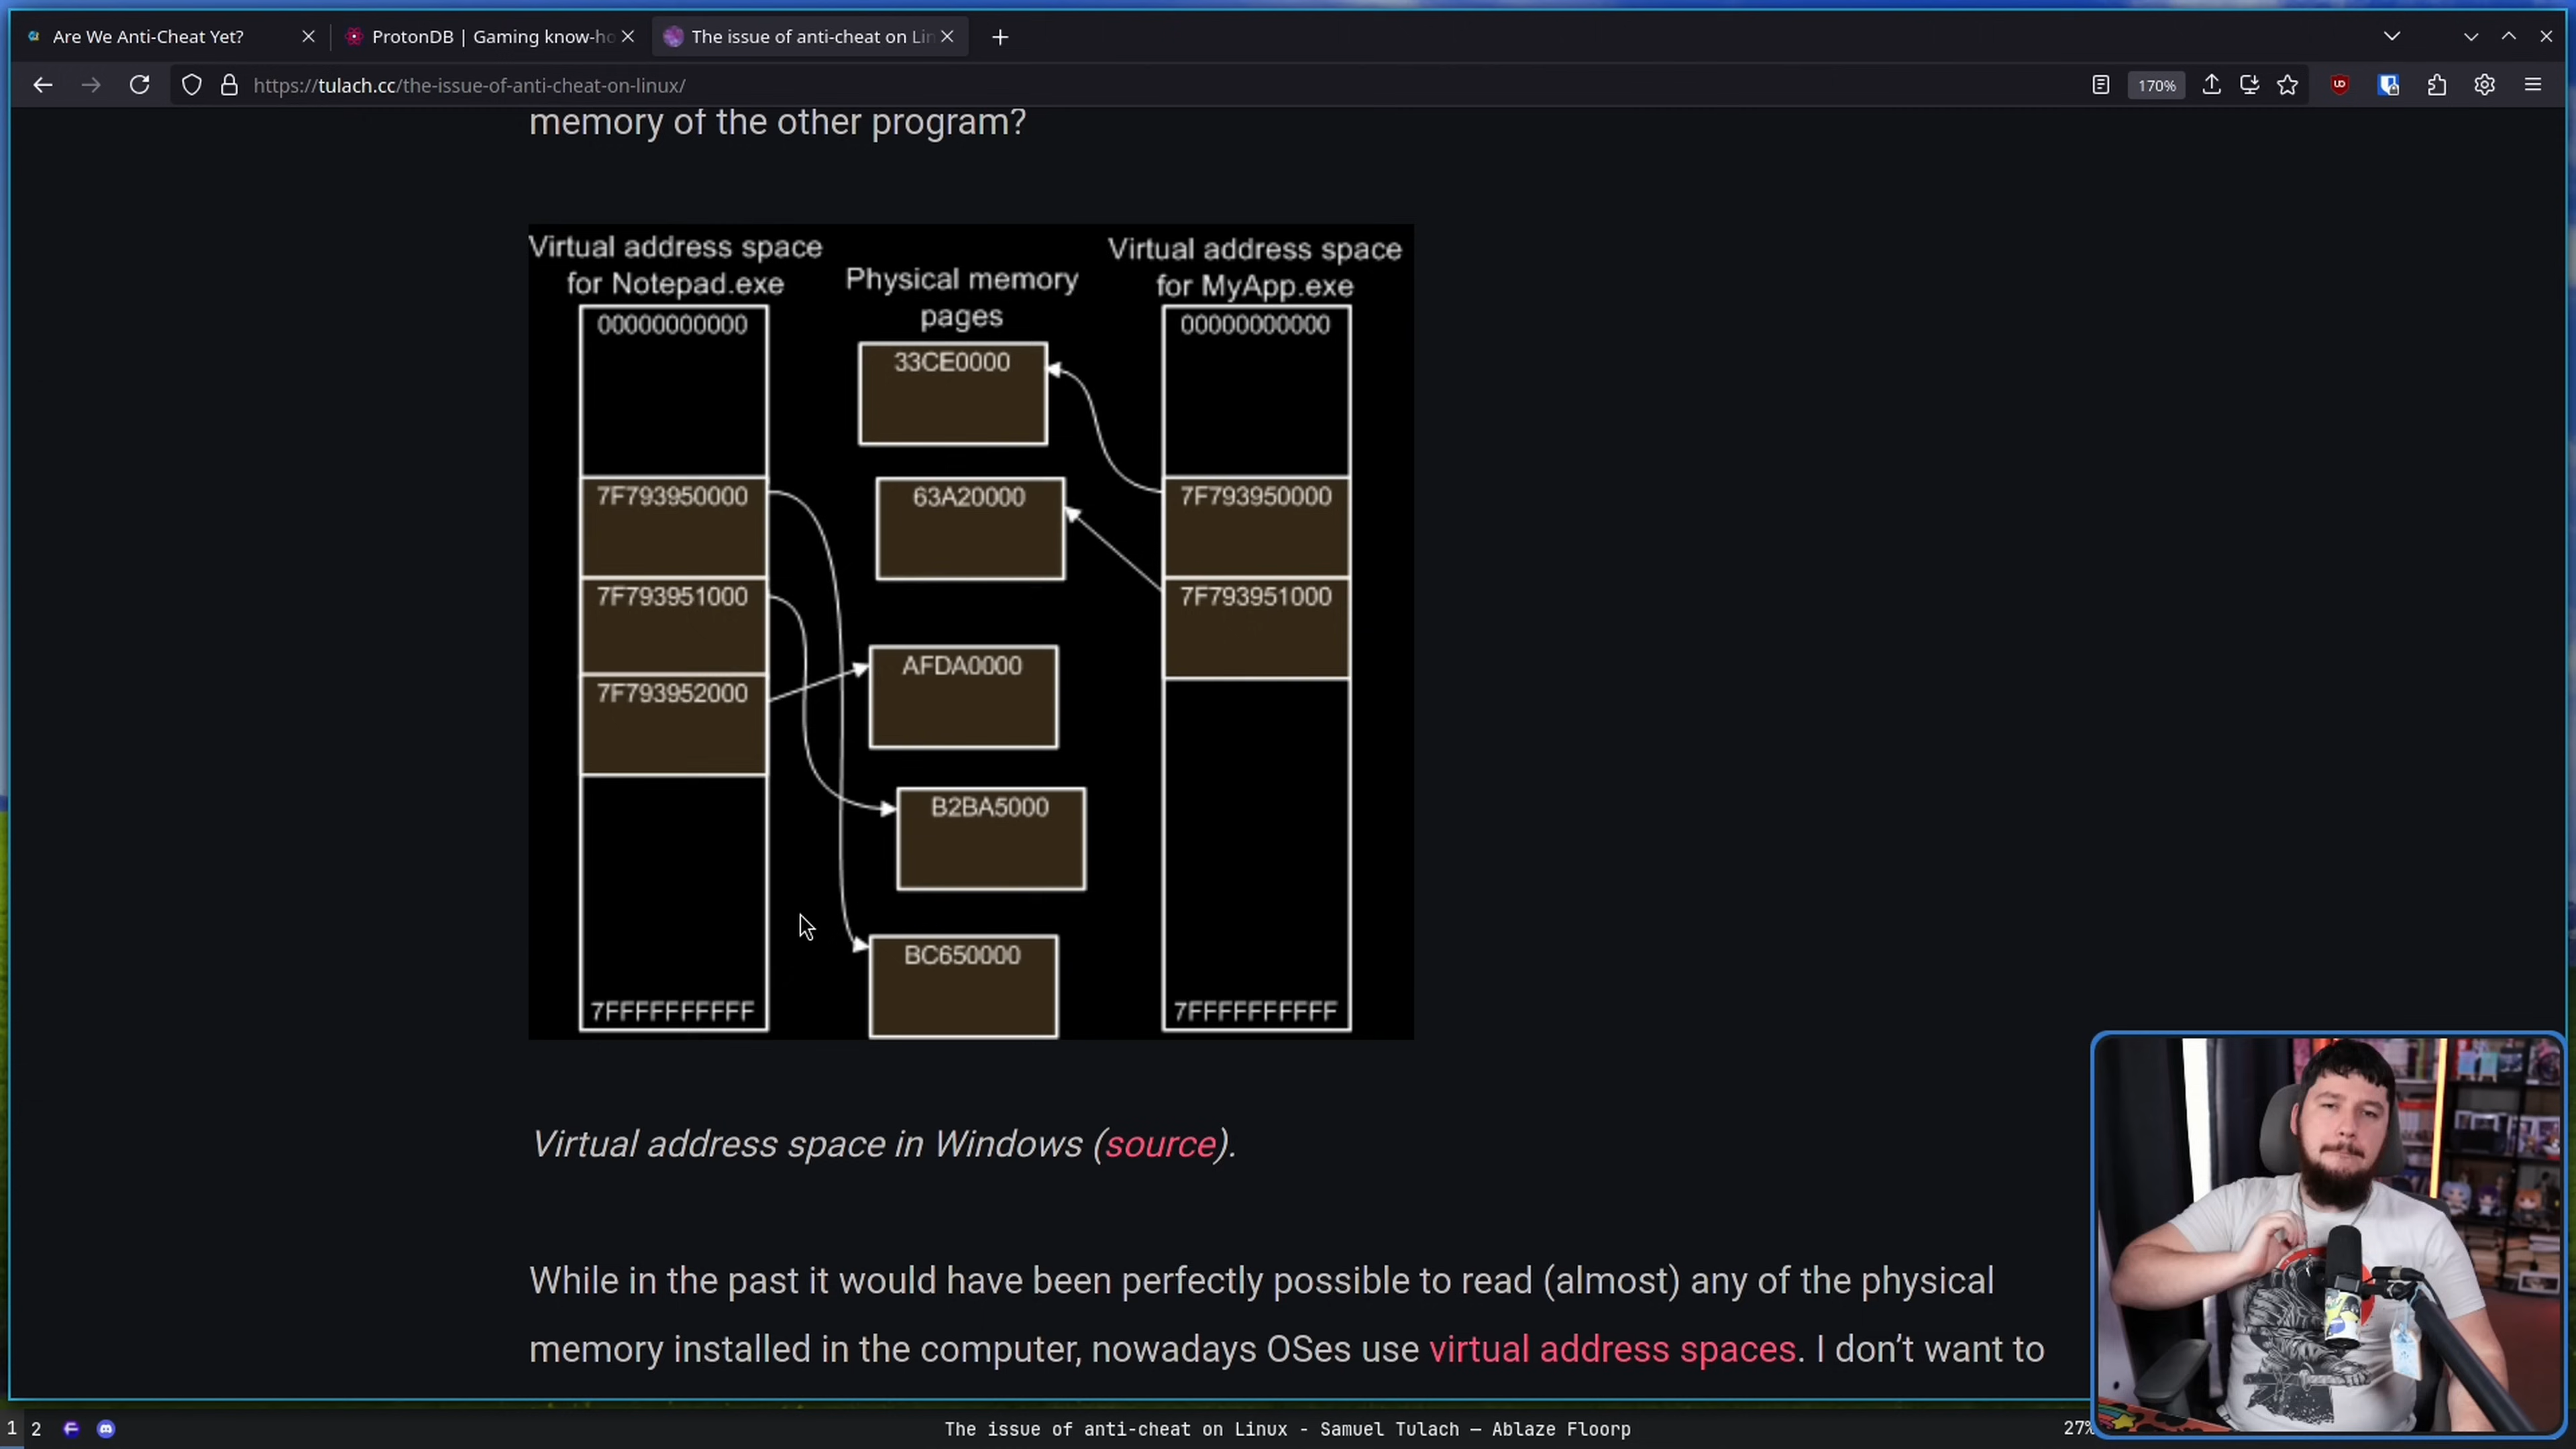 Are We Anti-Cheat Yet?
ProtonDB | Gaming know-ho
The issue of anti-cheat on Lin
https://tulach.cc/the-issue-of-anti-cheat-on-linux/
170%
memory of the other program?
Virtual address space
for Notepad.exe
Physical memory
pages
Virtual address space
for MyApp.exe
00000000000
7F793950000
7F793951000
7F793952000
7FFFFFFFFFF
33CE0000
63A20000
AFDA0000
B2BA5000
BC650000
00000000000
7F793950000
7F793951000
7FFFFFFFFFF
Virtual address space in Windows (source).
While in the past it would have been perfectly possible to read (almost) any of the physical
memory installed in the computer, nowadays OSes use virtual address spaces. I don’t want to
1 2
The issue of anti-cheat on Linux - Samuel Tulach — Ablaze Floorp
27%